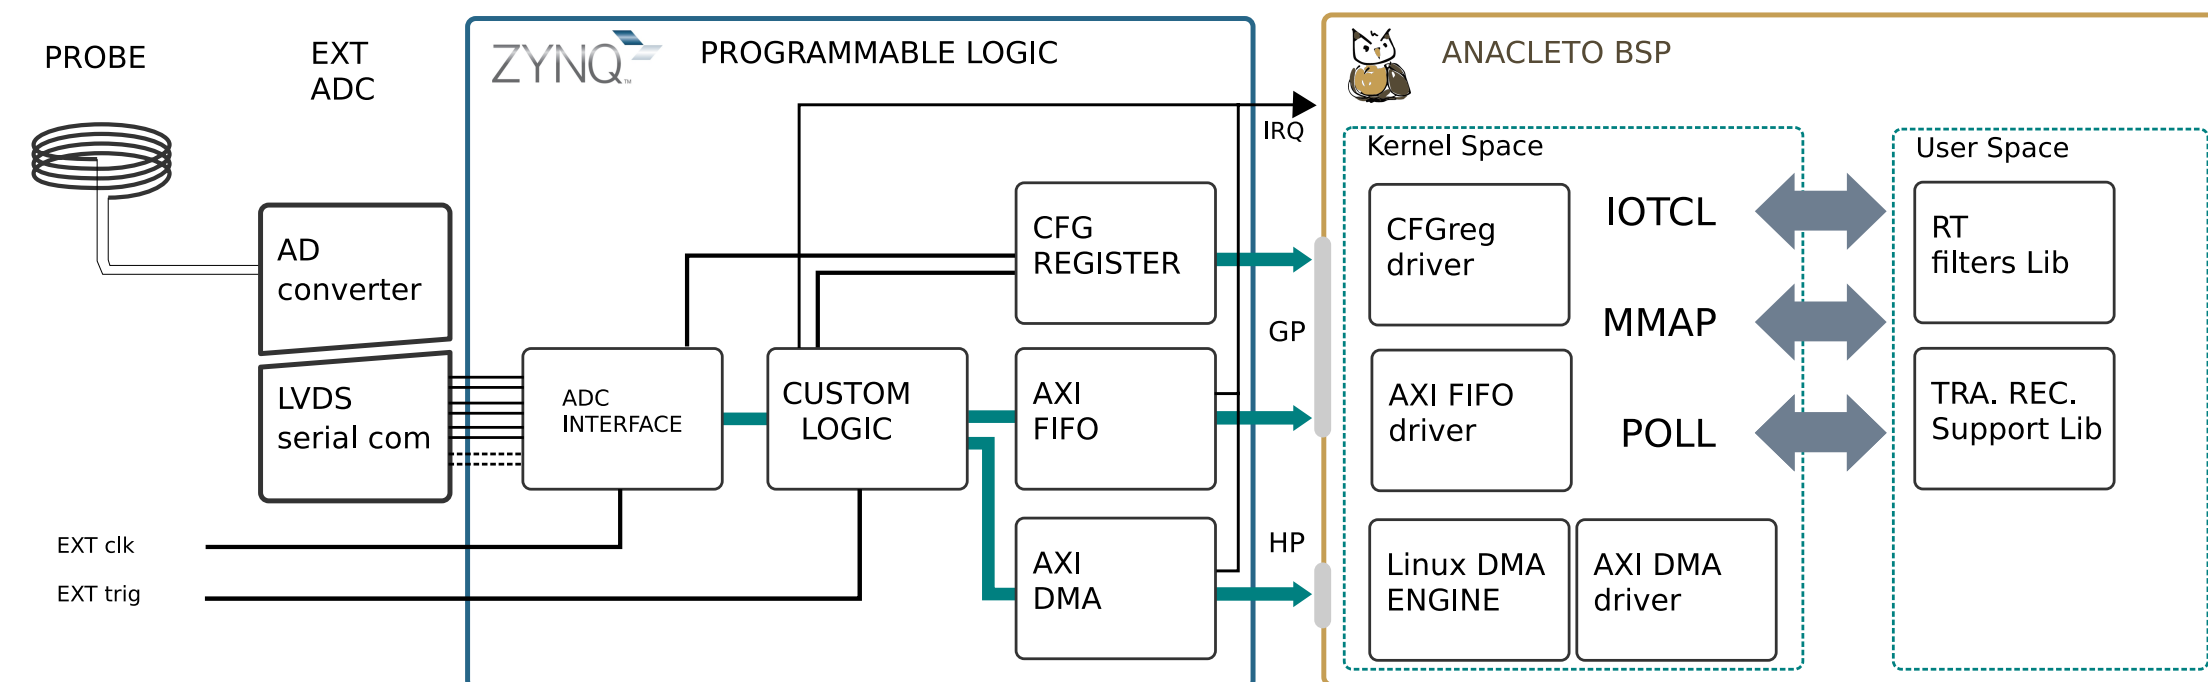 PROBE
EXT
ADC
ZYNQ™
PROGRAMMABLE LOGIC
ANACLETO BSP
IRQ
Kernel Space
User Space
AD
converter
CFG
REGISTER
CFGreg
driver
IOTCL
RT
filters Lib
GP
MMAP
LVDS
serial com
ADC
INTERFACE
CUSTOM
LOGIC
AXI
FIFO
AXI FIFO
driver
POLL
TRA. REC.
Support Lib
EXT clk
EXT trig
AXI
DMA
HP
Linux DMA
ENGINE
AXI DMA
driver